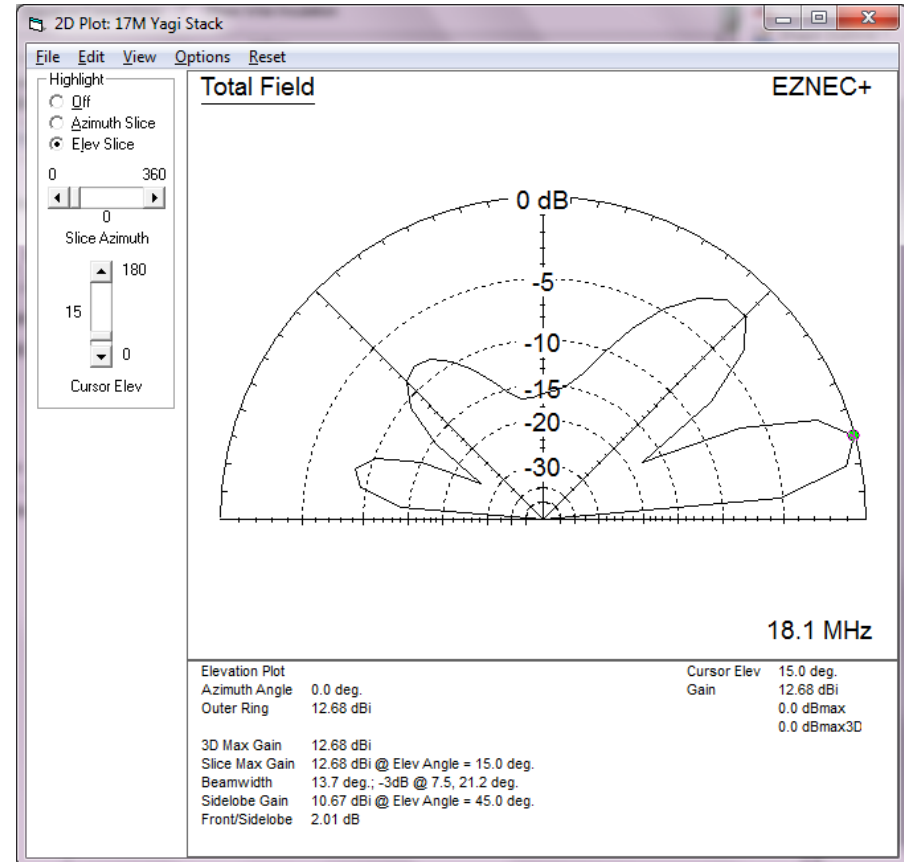 2D Plot: 17M Yagi Stack
File Edit View Options Reset
Highlight
Off
Azimuth Slice
Elev Slice
0 360
0
Slice Azimuth
180
15
0
Cursor Elev
Total Field EZNEC+
0 dB
-5
-10
-15
-20
-30
18.1 MHz
Elevation Plot Cursor Elev 15.0 deg.
Azimuth Angle 0.0 deg. Gain 12.68 dBi
Outer Ring 12.68 dBi 0.0 dBmax
0.0 dBmax3D
3D Max Gain 12.68 dBi
Slice Max Gain 12.68 dBi @ Elev Angle = 15.0 deg.
Beamwidth 13.7 deg.; -3dB @ 7.5, 21.2 deg.
Sidelobe Gain 10.67 dBi @ Elev Angle = 45.0 deg.
Front/Sidelobe 2.01 dB